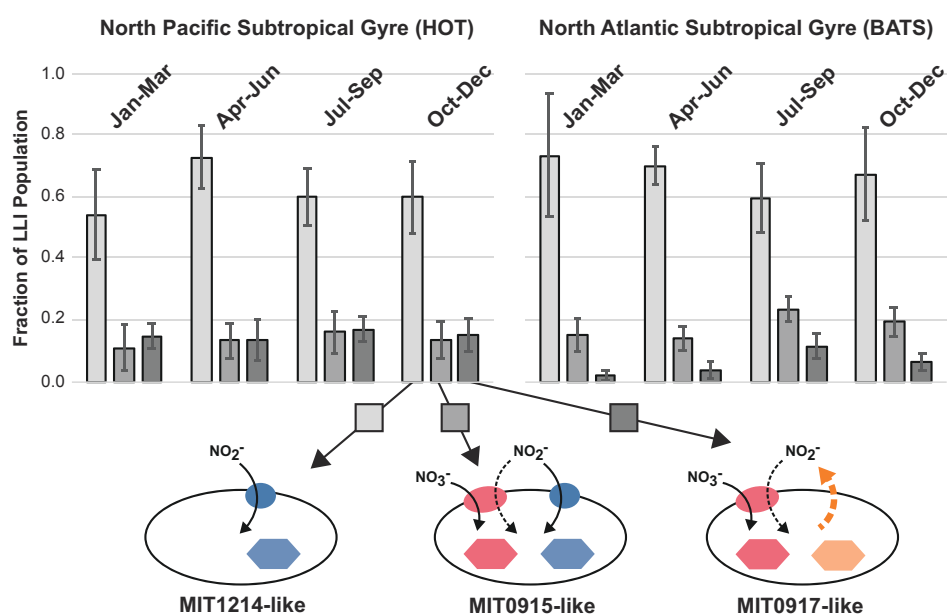 North Pacific Subtropical Gyre (HOT)
North Atlantic Subtropical Gyre (BATS)
Fraction of LLI Population
1.0
0.8
0.6
0.4
0.2
0.0
Jan-Mar
Apr-Jun
Jul-Sep
Oct-Dec
Jan-Mar
Apr-Jun
Jul-Sep
Oct-Dec
NO₂⁻
NO₃⁻
NO₂⁻
NO₃⁻
NO₂⁻
MIT1214-like
MIT0915-like
MIT0917-like